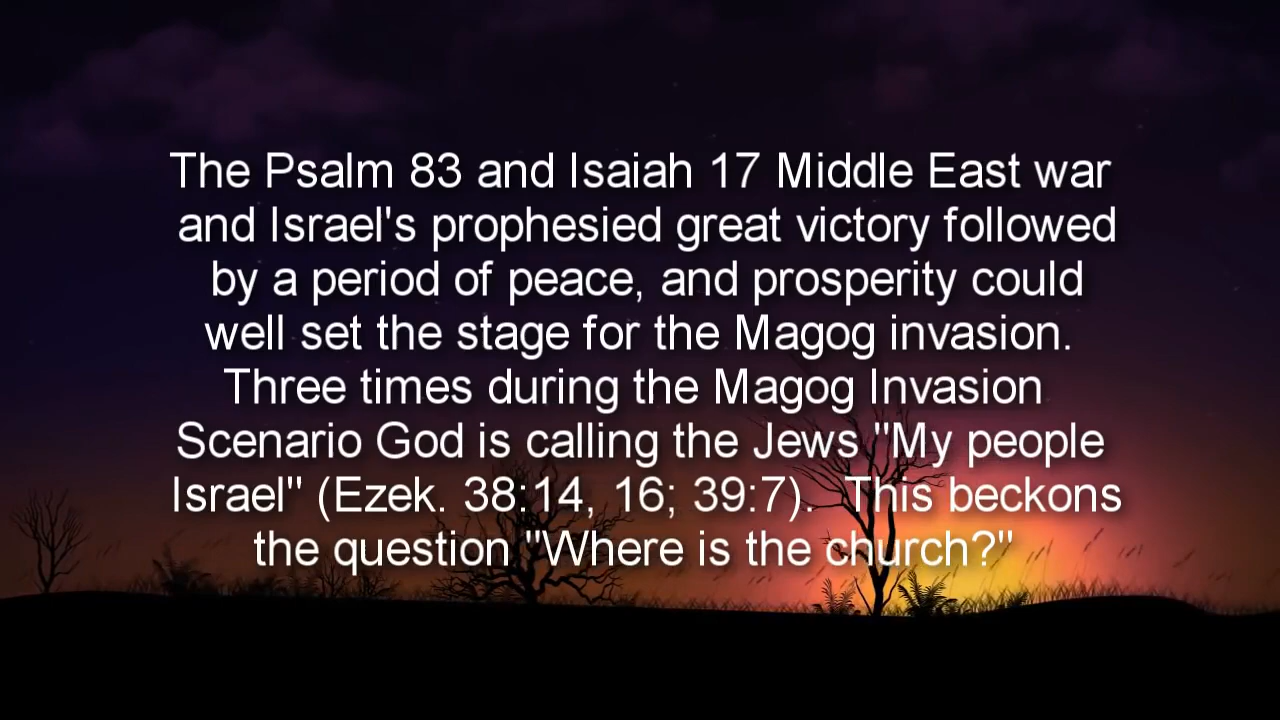 The Psalm 83 and Isaiah 17 Middle East war
and Israel's prophesied great victory followed
by a period of peace, and prosperity could
well set the stage for the Magog invasion.
Three times during the Magog Invasion
Scenario God is calling the Jews "My people
Israel" (Ezek. 38:14, 16; 39:7).  This beckons
the question "Where is the church?"